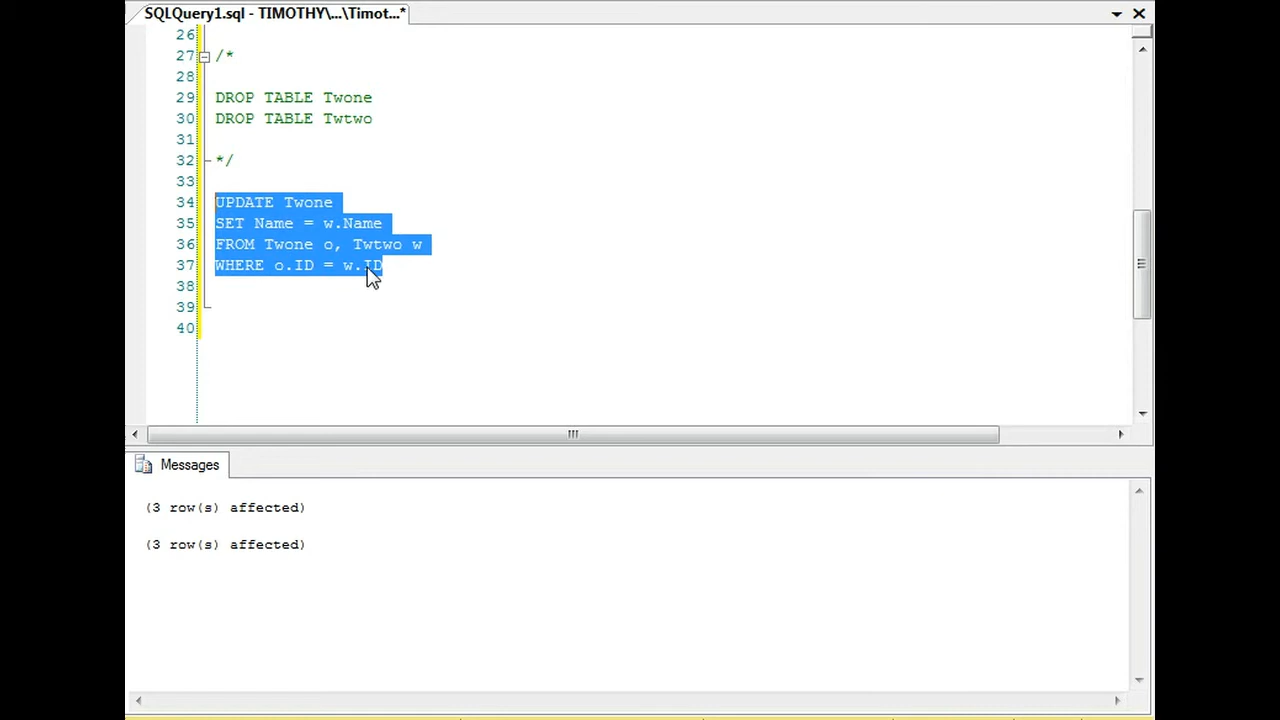 SQLQuery1.sql - TIMOTHY\...\Timot...*
26
27 /*
28
29 DROP TABLE Twone
30 DROP TABLE Twtwo
31
32 */
33
34 UPDATE Twone
35 SET Name = w.Name
36 FROM Twone o, Twtwo w
37 WHERE o.ID = w.ID
38
39
40
Messages
(3 row(s) affected)
(3 row(s) affected)